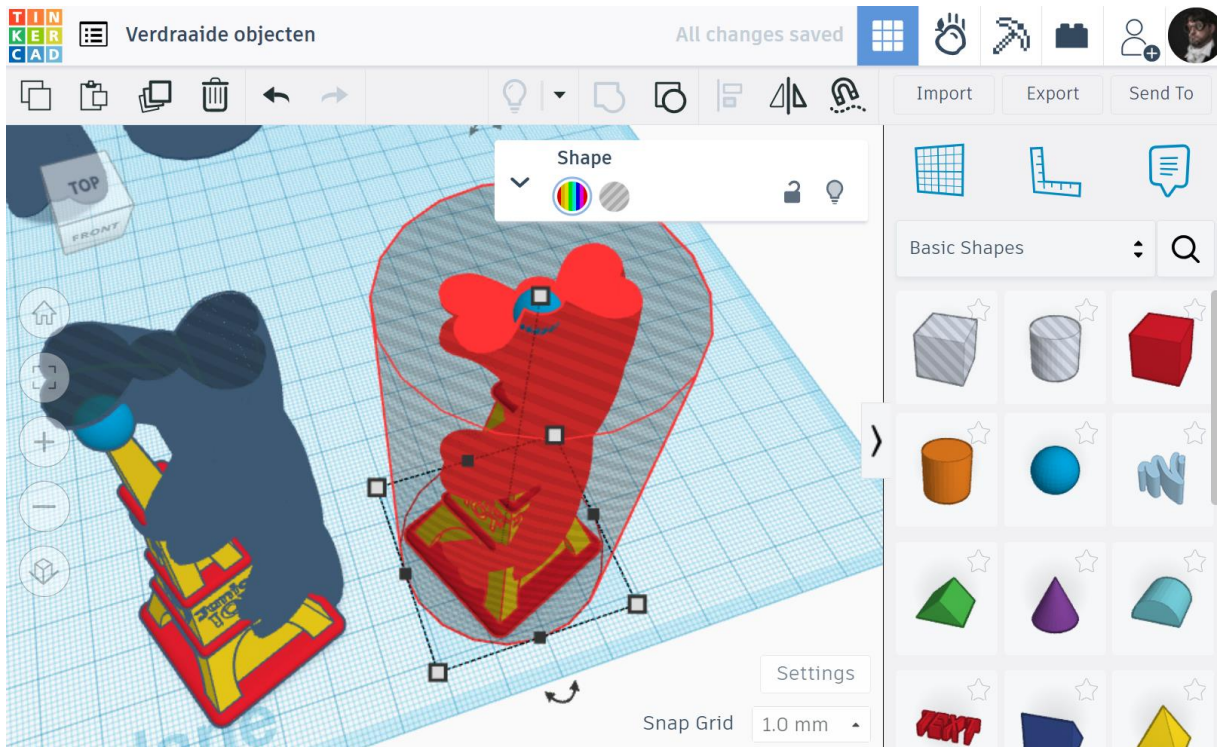 TIN
KER
CAD
Verdraaide objecten
All changes saved
Import
Export
Send To
Shape
TOP
FRONT
Basic Shapes
Settings
Snap Grid
1.0 mm
TEXT